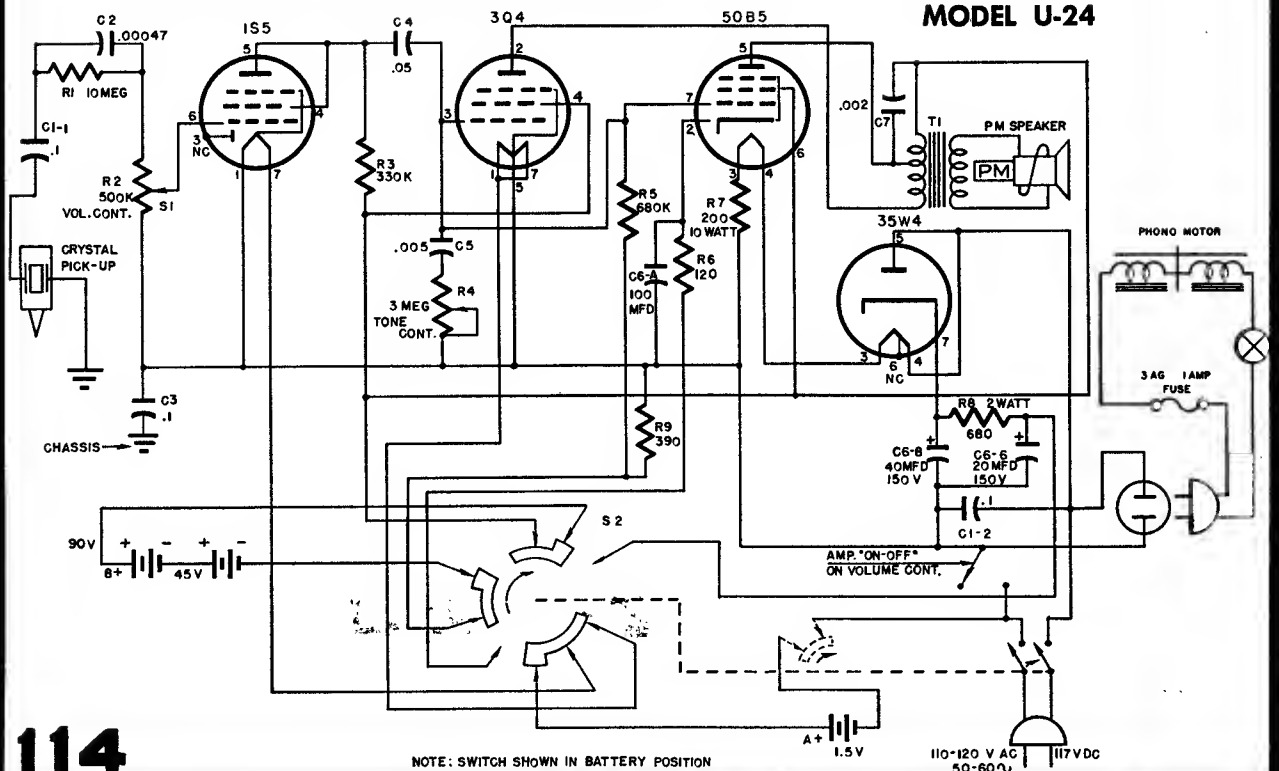 MODEL U-24
C2
.00047
R1 10MEG
C1-1
.1
R2
500K
VOL.CONT.
S1
CRYSTAL
PICK-UP
C3
.1
CHASSIS
1S5
5
6
3
NC
4
1
7
C4
.05
R3
330K
3Q4
2
3
4
1
5
7
.005
C5
R4
3 MEG
TONE
CONT.
50B5
5
7
2
6
3
4
R5
680K
C6-A
100
MFD
R6
120
R7
200
10 WATT
.002
C7
T1
PM SPEAKER
PM
35W4
5
3
6
NC
4
7
R8 2 WATT
680
C6-8
40MFD
150V
C6-6
20MFD
150V
.1
C1-2
R9
390
PHONO MOTOR
3AG 1AMP
FUSE
S2
90V
+ - + -
B+
45V
AMP. "ON-OFF"
ON VOLUME CONT.
A+
1.5V
110-120 V AC
50-60∿
117VDC
114
NOTE: SWITCH SHOWN IN BATTERY POSITION